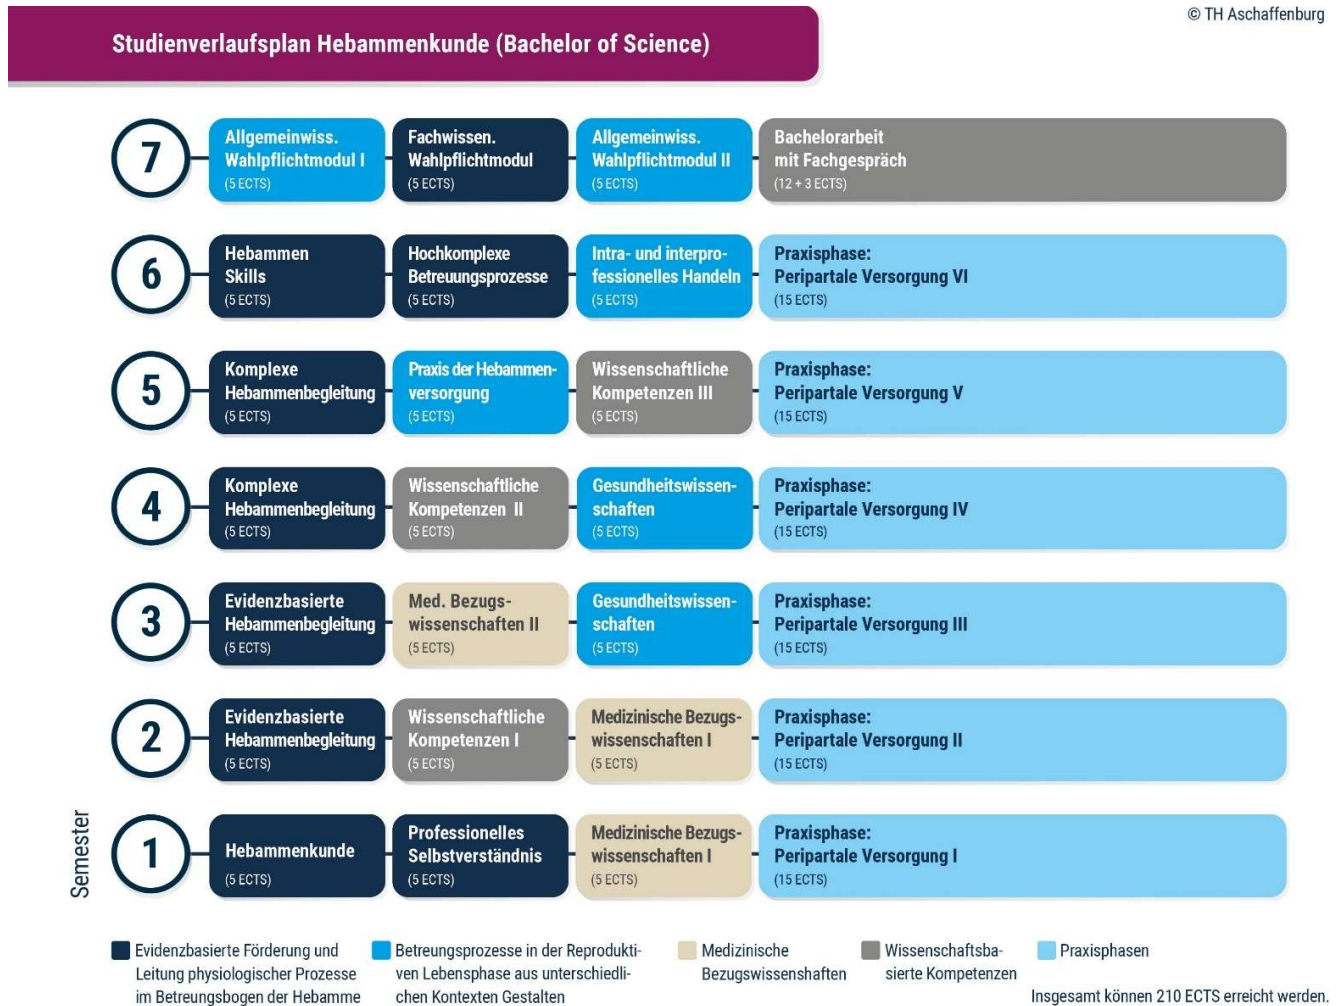 © TH Aschaffenburg
Studienverlaufsplan Hebammenkunde (Bachelor of Science)
7
Allgemeinwiss.
Wahlpflichtmodul I
(5 ECTS)
Fachwissen.
Wahlpflichtmodul
(5 ECTS)
Allgemeinwiss.
Wahlpflichtmodul II
(5 ECTS)
Bachelorarbeit
mit Fachgespräch
(12 + 3 ECTS)
6
Hebammen
Skills
(5 ECTS)
Hochkomplexe
Betreuungsprozesse
(5 ECTS)
Intra- und interpro-
fessionelles Handeln
(5 ECTS)
Praxisphase:
Peripartale Versorgung VI
(15 ECTS)
5
Komplexe
Hebammenbegleitung
(5 ECTS)
Praxis der Hebammen-
versorgung
(5 ECTS)
Wissenschaftliche
Kompetenzen III
(5 ECTS)
Praxisphase:
Peripartale Versorgung V
(15 ECTS)
4
Komplexe
Hebammenbegleitung
(5 ECTS)
Wissenschaftliche
Kompetenzen II
(5 ECTS)
Gesundheitswissen-
schaften
(5 ECTS)
Praxisphase:
Peripartale Versorgung IV
(15 ECTS)
3
Evidenzbasierte
Hebammenbegleitung
(5 ECTS)
Med. Bezugs-
wissenschaften II
(5 ECTS)
Gesundheitswissen-
schaften
(5 ECTS)
Praxisphase:
Peripartale Versorgung III
(15 ECTS)
2
Evidenzbasierte
Hebammenbegleitung
(5 ECTS)
Wissenschaftliche
Kompetenzen I
(5 ECTS)
Medizinische Bezugs-
wissenschaften I
(5 ECTS)
Praxisphase:
Peripartale Versorgung II
(15 ECTS)
Semester
1
Hebammenkunde
(5 ECTS)
Professionelles
Selbstverständnis
(5 ECTS)
Medizinische Bezugs-
wissenschaften I
(5 ECTS)
Praxisphase:
Peripartale Versorgung I
(15 ECTS)
Evidenzbasierte Förderung und
Leitung physiologischer Prozesse
im Betreuungsbogen der Hebamme
Betreungsprozesse in der Reprodukti-
ven Lebensphase aus unterschiedli-
chen Kontexten Gestalten
Medizinische
Bezugswissenshaften
Wissenschaftsba-
sierte Kompetenzen
Praxisphasen
Insgesamt können 210 ECTS erreicht werden.